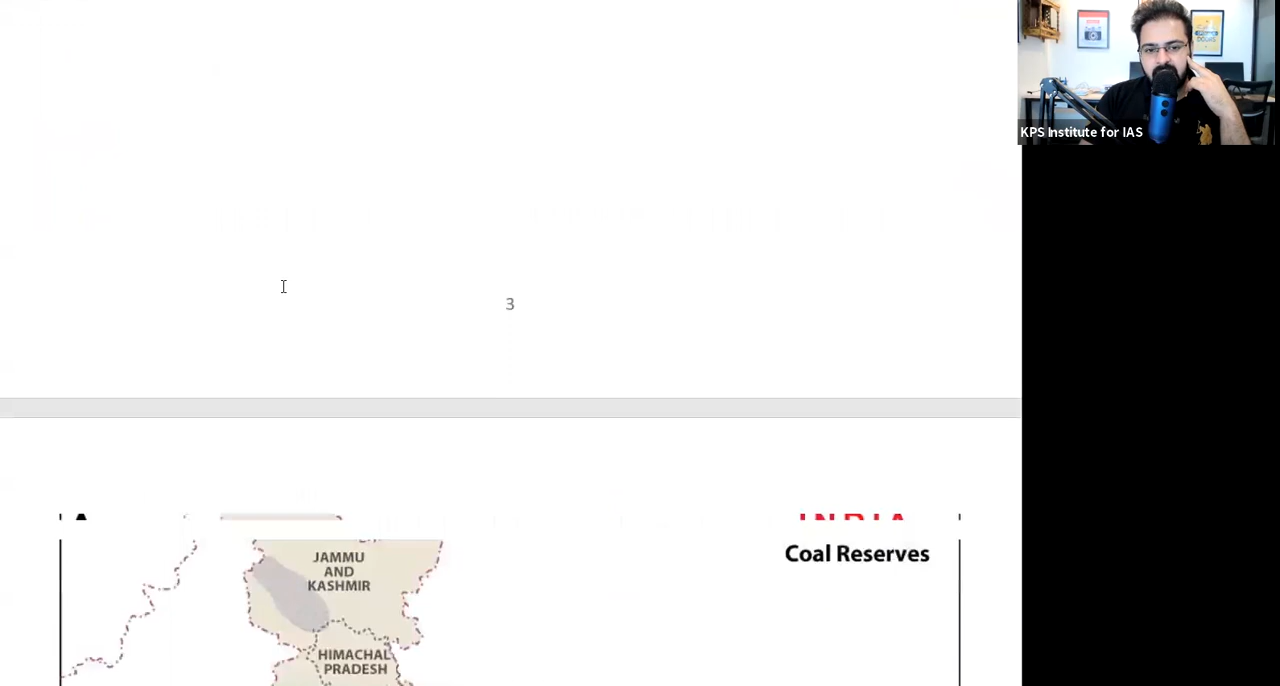 KPS Institute for IAS
3
INDIA
Coal Reserves
JAMMU
AND
KASHMIR
HIMACHAL
PRADESH